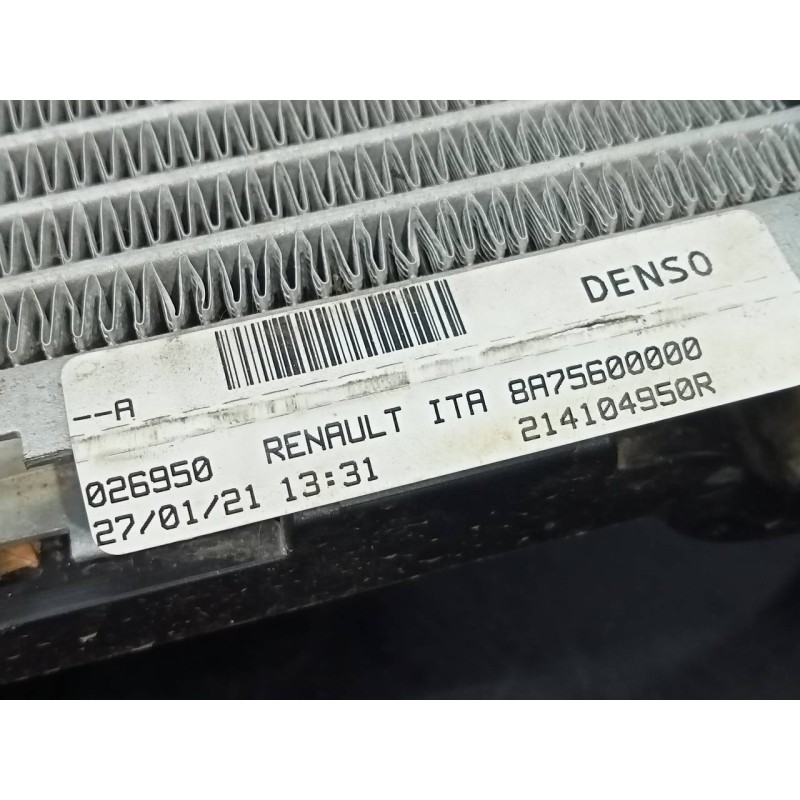 DENSO
--A
RENAULT ITA 8A75600000
026950
214104950R
27/01/21 13:31